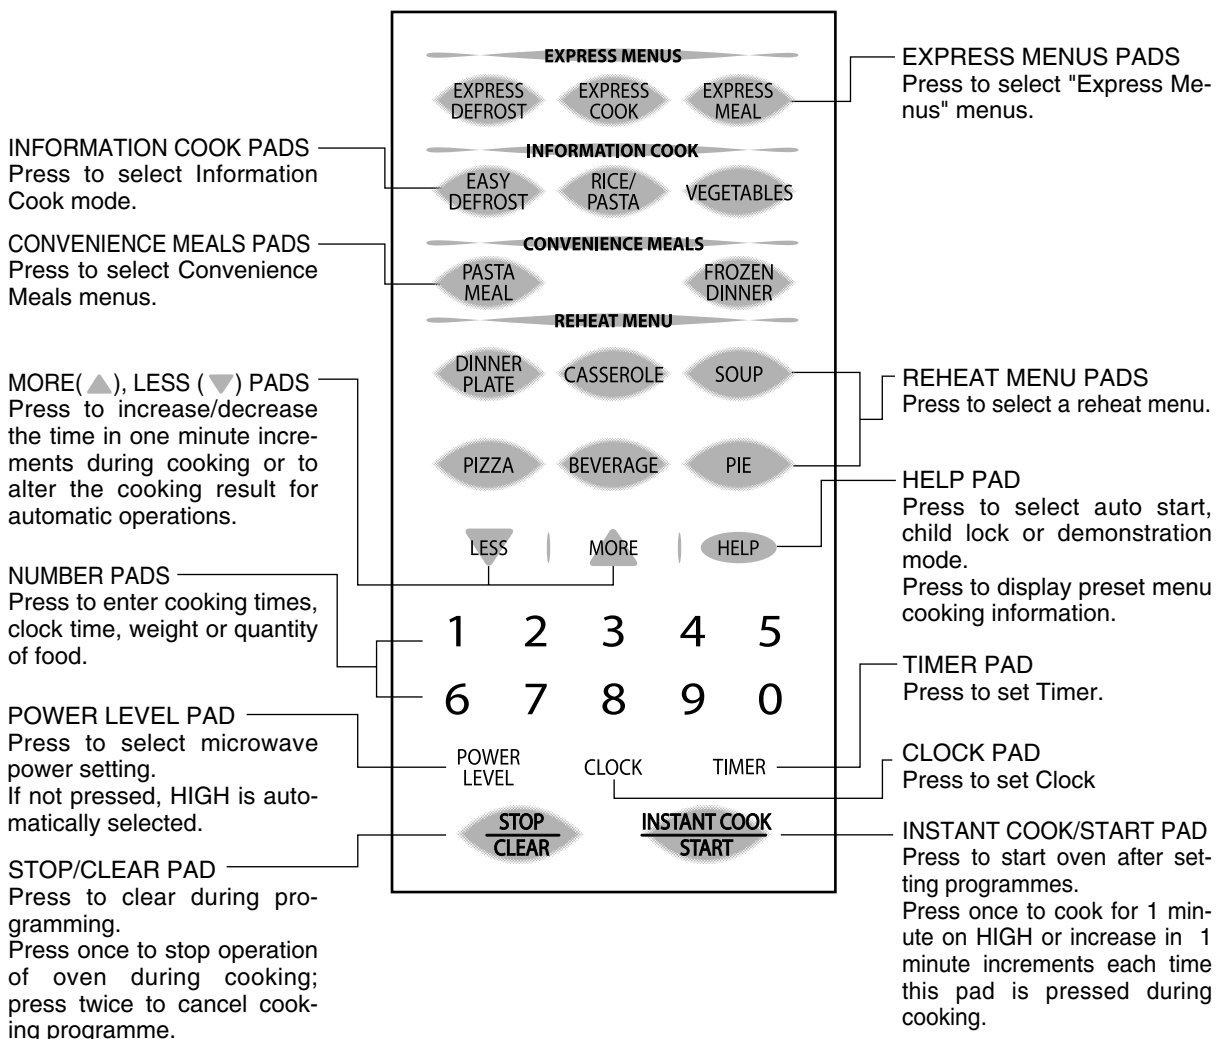 EXPRESS MENUS
EXPRESS DEFROST
EXPRESS COOK
EXPRESS MEAL
INFORMATION COOK
EASY DEFROST
RICE/ PASTA
VEGETABLES
CONVENIENCE MEALS
PASTA MEAL
FROZEN DINNER
REHEAT MENU
DINNER PLATE
CASSEROLE
SOUP
PIZZA
BEVERAGE
PIE
LESS
MORE
HELP
1 2 3 4 5
6 7 8 9 0
POWER LEVEL
CLOCK
TIMER
STOP
CLEAR
INSTANT COOK
START
INFORMATION COOK PADS
Press to select Information
Cook mode.
CONVENIENCE MEALS PADS
Press to select Convenience
Meals menus.
MORE(▲), LESS (▼) PADS
Press to increase/decrease
the time in one minute incre-
ments during cooking or to
alter the cooking result for
automatic operations.
NUMBER PADS
Press to enter cooking times,
clock time, weight or quantity
of food.
POWER LEVEL PAD
Press to select microwave
power setting.
If not pressed, HIGH is auto-
matically selected.
STOP/CLEAR PAD
Press to clear during pro-
gramming.
Press once to stop operation
of oven during cooking;
press twice to cancel cook-
ing programme.
EXPRESS MENUS PADS
Press to select "Express Me-
nus" menus.
REHEAT MENU PADS
Press to select a reheat menu.
HELP PAD
Press to select auto start,
child lock or demonstration
mode.
Press to display preset menu
cooking information.
TIMER PAD
Press to set Timer.
CLOCK PAD
Press to set Clock
INSTANT COOK/START PAD
Press to start oven after set-
ting programmes.
Press once to cook for 1 min-
ute on HIGH or increase in 1
minute increments each time
this pad is pressed during
cooking.